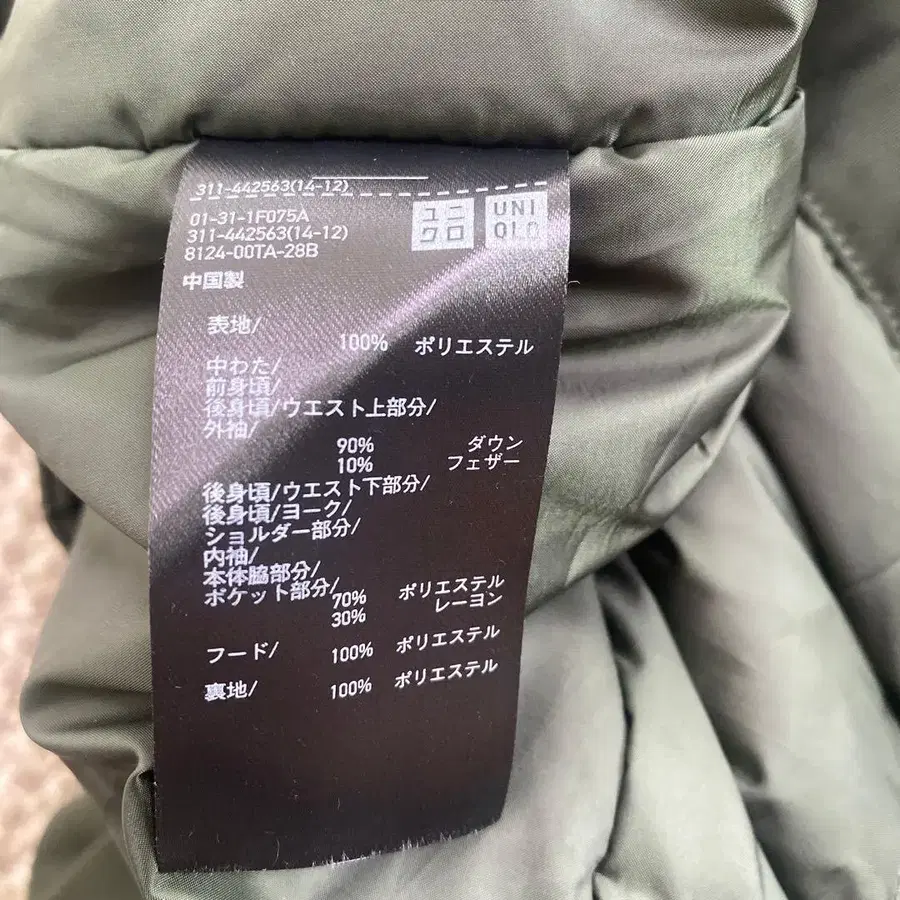 311-442563(14-12)
01-31-1F075A
311-442563(14-12)
8124-00TA-28B
ユニ
クロ
UNI
QLO
中国製
表地/
100% ポリエステル
中わた/
前身頃/
後身頃/ウエスト上部分/
外袖/
90% ダウン
10% フェザー
後身頃/ウエスト下部分/
後身頃/ヨーク/
ショルダー部分/
内袖/
本体脇部分/
ポケット部分/
70% ポリエステル
30% レーヨン
フード/ 100% ポリエステル
裏地/ 100% ポリエステル